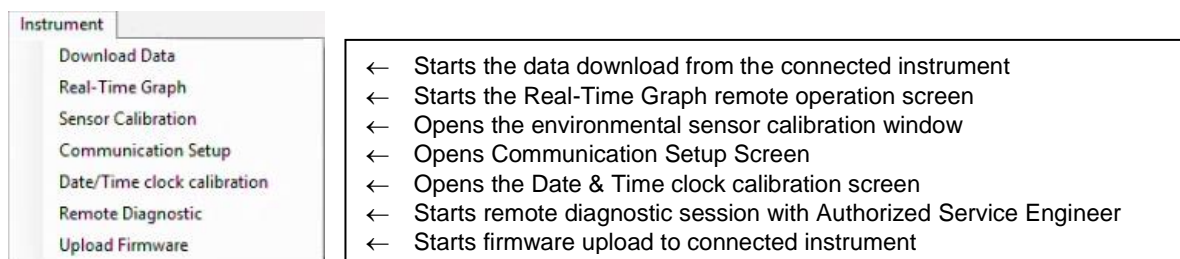 Instrument
Download Data
Real-Time Graph
Sensor Calibration
Communication Setup
Date/Time clock calibration
Remote Diagnostic
Upload Firmware
← Starts the data download from the connected instrument
← Starts the Real-Time Graph remote operation screen
← Opens the environmental sensor calibration window
← Opens Communication Setup Screen
← Opens the Date & Time clock calibration screen
← Starts remote diagnostic session with Authorized Service Engineer
← Starts firmware upload to connected instrument